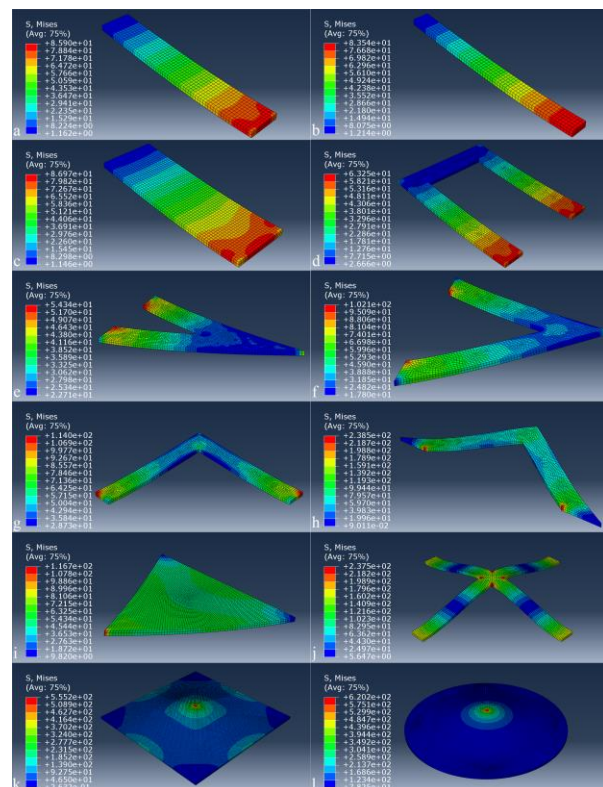 S, Mises
(Avg: 75%)
+8.590e+01
+7.884e+01
+7.178e+01
+6.472e+01
+5.766e+01
+5.059e+01
+4.353e+01
+3.647e+01
+2.941e+01
+2.235e+01
+1.529e+01
+8.224e+00
+1.162e+00
a
S, Mises
(Avg: 75%)
+8.354e+01
+7.668e+01
+6.982e+01
+6.296e+01
+5.610e+01
+4.924e+01
+4.238e+01
+3.552e+01
+2.866e+01
+2.180e+01
+1.494e+01
+8.075e+00
+1.214e+00
b
S, Mises
(Avg: 75%)
+8.697e+01
+7.982e+01
+7.267e+01
+6.552e+01
+5.836e+01
+5.121e+01
+4.406e+01
+3.691e+01
+2.976e+01
+2.260e+01
+1.545e+01
+8.298e+00
+1.146e+00
c
S, Mises
(Avg: 75%)
+6.325e+01
+5.821e+01
+5.316e+01
+4.811e+01
+4.306e+01
+3.801e+01
+3.296e+01
+2.791e+01
+2.286e+01
+1.781e+01
+1.276e+01
+7.715e+00
+2.666e+00
d
S, Mises
(Avg: 75%)
+5.434e+01
+5.170e+01
+4.907e+01
+4.643e+01
+4.380e+01
+4.116e+01
+3.852e+01
+3.589e+01
+3.325e+01
+3.062e+01
+2.798e+01
+2.534e+01
+2.271e+01
e
S, Mises
(Avg: 75%)
+1.021e+02
+9.509e+01
+8.806e+01
+8.104e+01
+7.401e+01
+6.698e+01
+5.996e+01
+5.293e+01
+4.590e+01
+3.888e+01
+3.185e+01
+2.482e+01
+1.780e+01
f
S, Mises
(Avg: 75%)
+1.140e+02
+1.069e+02
+9.977e+01
+9.267e+01
+8.557e+01
+7.846e+01
+7.136e+01
+6.425e+01
+5.715e+01
+5.004e+01
+4.294e+01
+3.584e+01
+2.873e+01
g
S, Mises
(Avg: 75%)
+2.385e+02
+2.187e+02
+1.988e+02
+1.789e+02
+1.591e+02
+1.392e+02
+1.193e+02
+9.944e+01
+7.957e+01
+5.970e+01
+3.983e+01
+1.996e+01
+9.011e-02
h
S, Mises
(Avg: 75%)
+1.167e+02
+1.078e+02
+9.886e+01
+8.996e+01
+8.106e+01
+7.215e+01
+6.325e+01
+5.434e+01
+4.544e+01
+3.653e+01
+2.763e+01
+1.872e+01
+9.820e+00
i
S, Mises
(Avg: 75%)
+2.375e+02
+2.182e+02
+1.989e+02
+1.796e+02
+1.602e+02
+1.409e+02
+1.216e+02
+1.023e+02
+8.295e+01
+6.362e+01
+4.430e+01
+2.497e+01
+5.647e+00
j
S, Mises
(Avg: 75%)
+5.552e+02
+5.089e+02
+4.627e+02
+4.164e+02
+3.702e+02
+3.240e+02
+2.777e+02
+2.315e+02
+1.852e+02
+1.390e+02
+9.275e+01
+4.650e+01
k
S, Mises
(Avg: 75%)
+6.202e+02
+5.751e+02
+5.299e+02
+4.847e+02
+4.396e+02
+3.944e+02
+3.492e+02
+3.041e+02
+2.589e+02
+2.137e+02
+1.686e+02
+1.234e+02
l